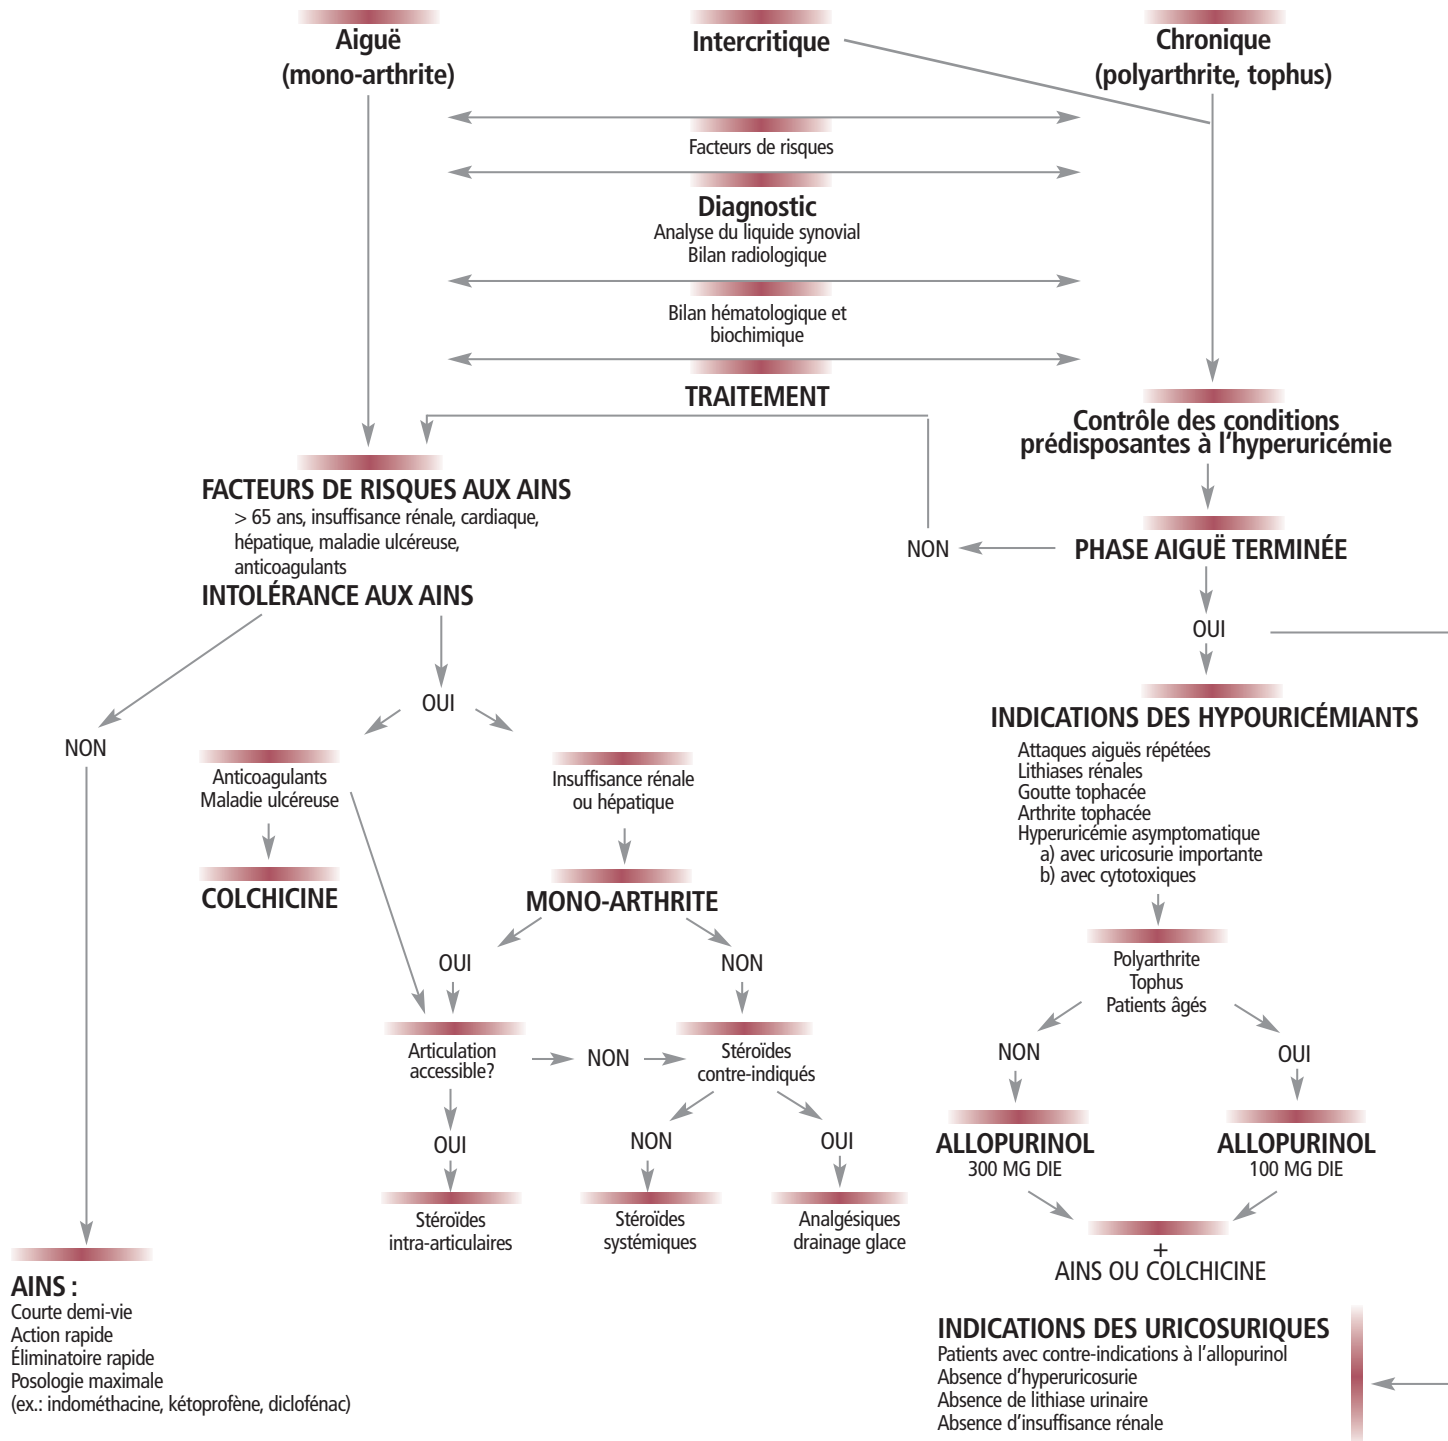 Aiguë
(mono-arthrite)
Intercritique
Chronique
(polyarthrite, tophus)
Facteurs de risques
Diagnostic
Analyse du liquide synovial
Bilan radiologique
Bilan hématologique et
biochimique
TRAITEMENT
Contrôle des conditions
prédisposantes à l'hyperuricémie
FACTEURS DE RISQUES AUX AINS
> 65 ans, insuffisance rénale, cardiaque,
hépatique, maladie ulcéreuse,
anticoagulants
INTOLÉRANCE AUX AINS
NON
PHASE AIGUË TERMINÉE
OUI
OUI
NON
Anticoagulants
Maladie ulcéreuse
Insuffisance rénale
ou hépatique
COLCHICINE
MONO-ARTHRITE
OUI
NON
Articulation
accessible?
NON
Stéroïdes
contre-indiqués
OUI
NON
OUI
Stéroïdes
intra-articulaires
Stéroïdes
systémiques
Analgésiques
drainage glace
AINS :
Courte demi-vie
Action rapide
Éliminatoire rapide
Posologie maximale
(ex.: indométhacine, kétoprofène, diclofénac)
INDICATIONS DES HYPOURICÉMIANTS
Attaques aiguës répétées
Lithiases rénales
Goutte tophacée
Arthrite tophacée
Hyperuricémie asymptomatique
a) avec uricosurie importante
b) avec cytotoxiques
Polyarthrite
Tophus
Patients âgés
NON
OUI
ALLOPURINOL
300 MG DIE
ALLOPURINOL
100 MG DIE
+
AINS OU COLCHICINE
INDICATIONS DES URICOSURIQUES
Patients avec contre-indications à l'allopurinol
Absence d'hyperuricosurie
Absence de lithiase urinaire
Absence d'insuffisance rénale